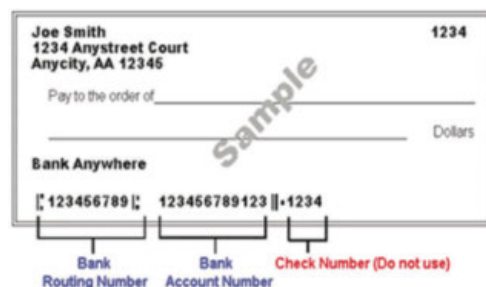 Joe Smith 1234
1234 Anystreet Court
Anycity, AA 12345
Pay to the order of
Dollars
Sample
Bank Anywhere
⑆123456789⑆ 123456789123⑈1234
Bank Bank Check Number (Do not use)
Routing Number Account Number